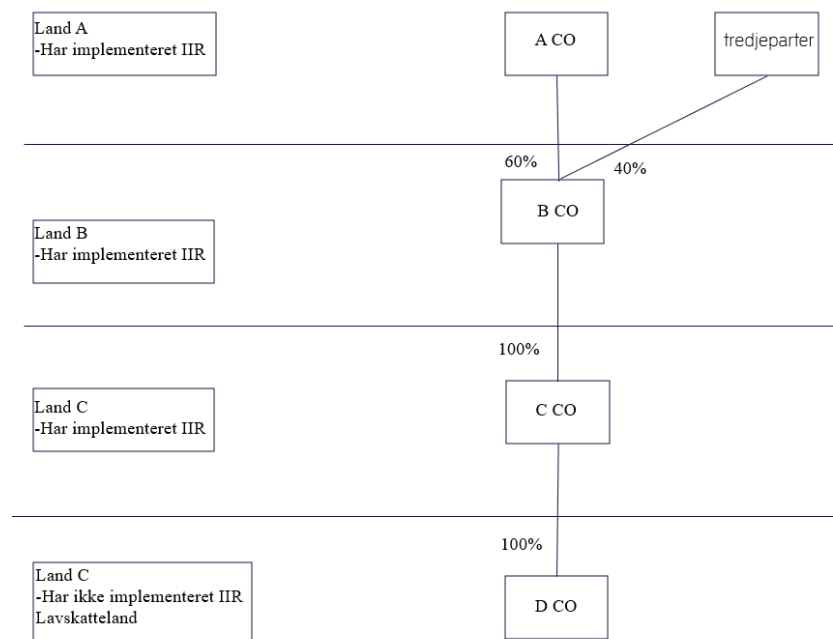 Land A
-Har implementeret IIR
A CO
tredjeparter
60%
40%
B CO
Land B
-Har implementeret IIR
100%
Land C
-Har implementeret IIR
C CO
100%
Land C
-Har ikke implementeret IIR
Lavskatteland
D CO